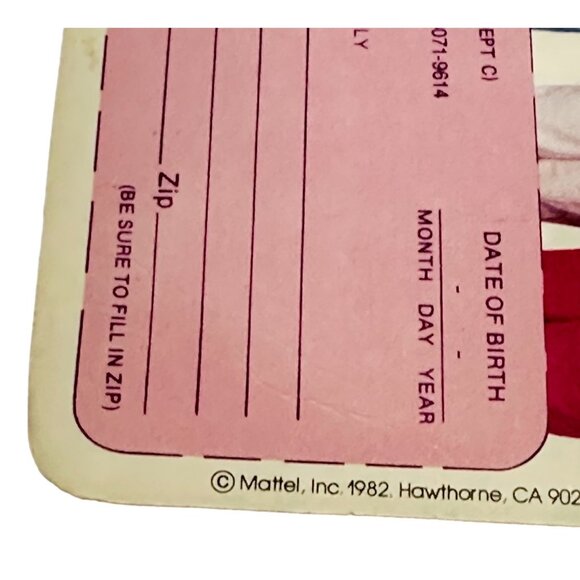 EPT C)
071-9614
LY
DATE OF BIRTH
- -
MONTH DAY YEAR
Zip
(BE SURE TO FILL IN ZIP)
© Mattel, Inc. 1982. Hawthorne, CA 902